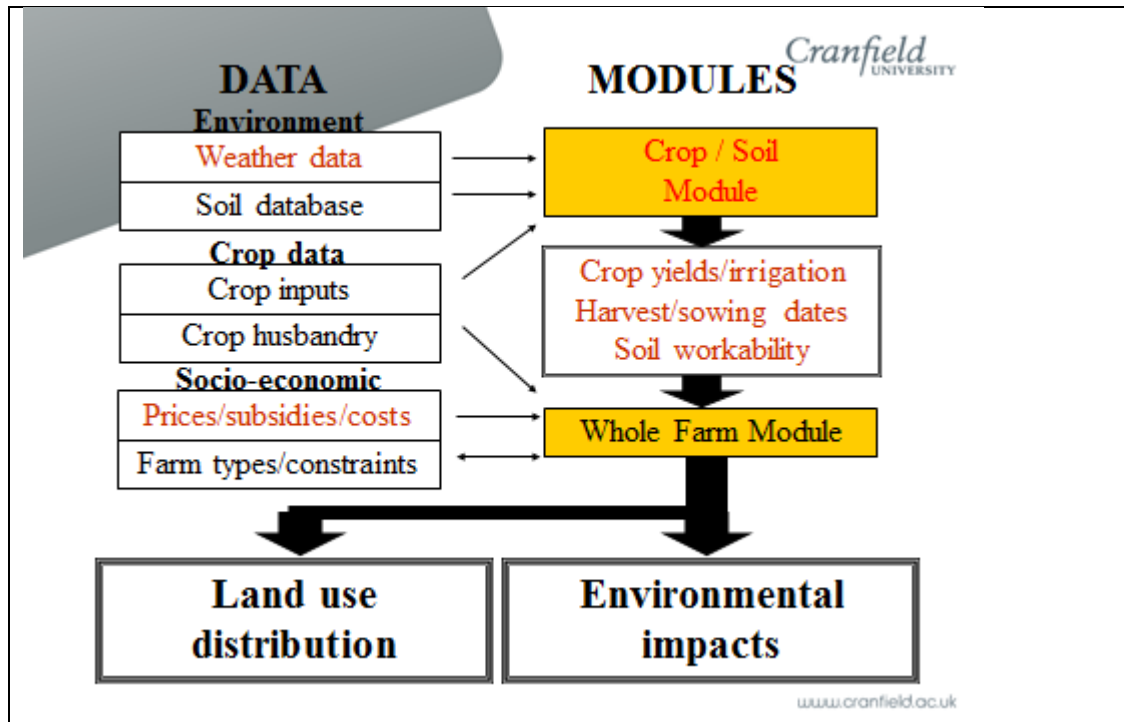 Cranfield
UNIVERSITY
DATA
MODULES
Environment
Weather data
Soil database
Crop data
Crop inputs
Crop husbandry
Socio-economic
Prices/subsidies/costs
Farm types/constraints
Crop / Soil
Module
Crop yields/irrigation
Harvest/sowing dates
Soil workability
Whole Farm Module
Land use
distribution
Environmental
impacts
www.cranfield.ac.uk